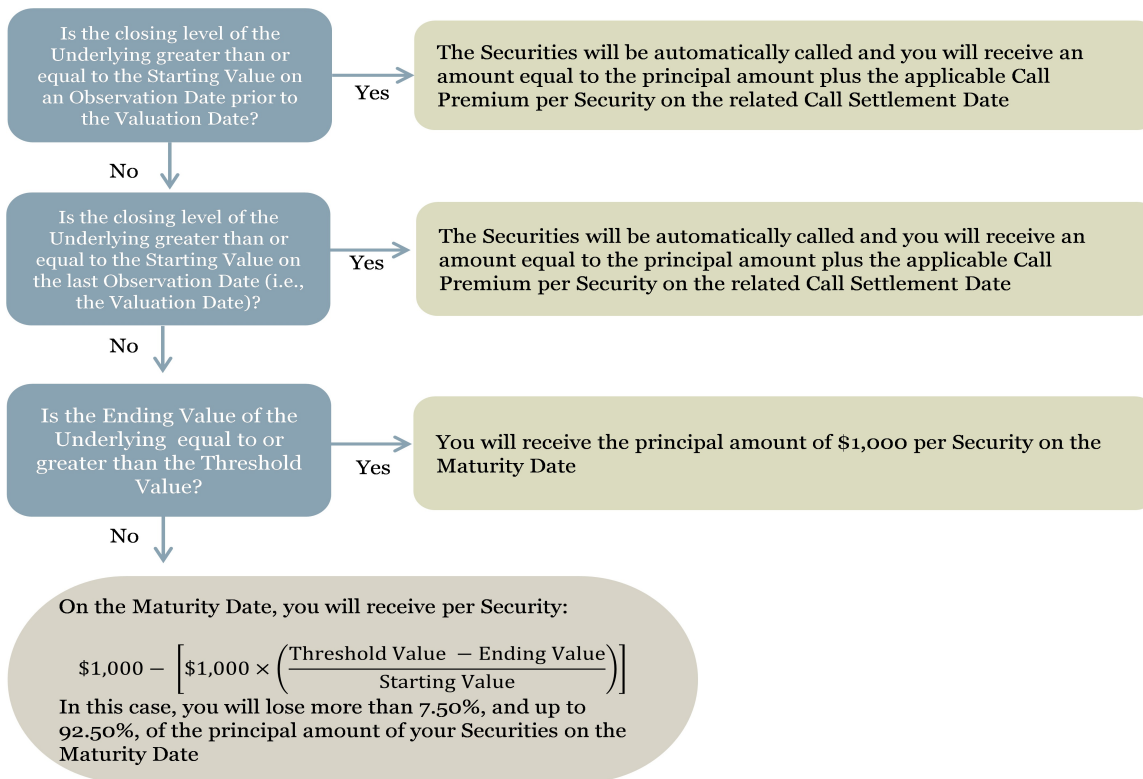 Is the closing level of the
Underlying greater than or
equal to the Starting Value on
an Observation Date prior to
the Valuation Date?
Yes
The Securities will be automatically called and you will receive an
amount equal to the principal amount plus the applicable Call
Premium per Security on the related Call Settlement Date
No
Is the closing level of the
Underlying greater than or
equal to the Starting Value on
the last Observation Date (i.e.,
the Valuation Date)?
Yes
The Securities will be automatically called and you will receive an
amount equal to the principal amount plus the applicable Call
Premium per Security on the related Call Settlement Date
No
Is the Ending Value of the
Underlying equal to or
greater than the Threshold
Value?
Yes
You will receive the principal amount of $1,000 per Security on the
Maturity Date
No
On the Maturity Date, you will receive per Security:
$1,000 − [$1,000 × (Threshold Value − Ending Value / Starting Value)]
In this case, you will lose more than 7.50%, and up to
92.50%, of the principal amount of your Securities on the
Maturity Date